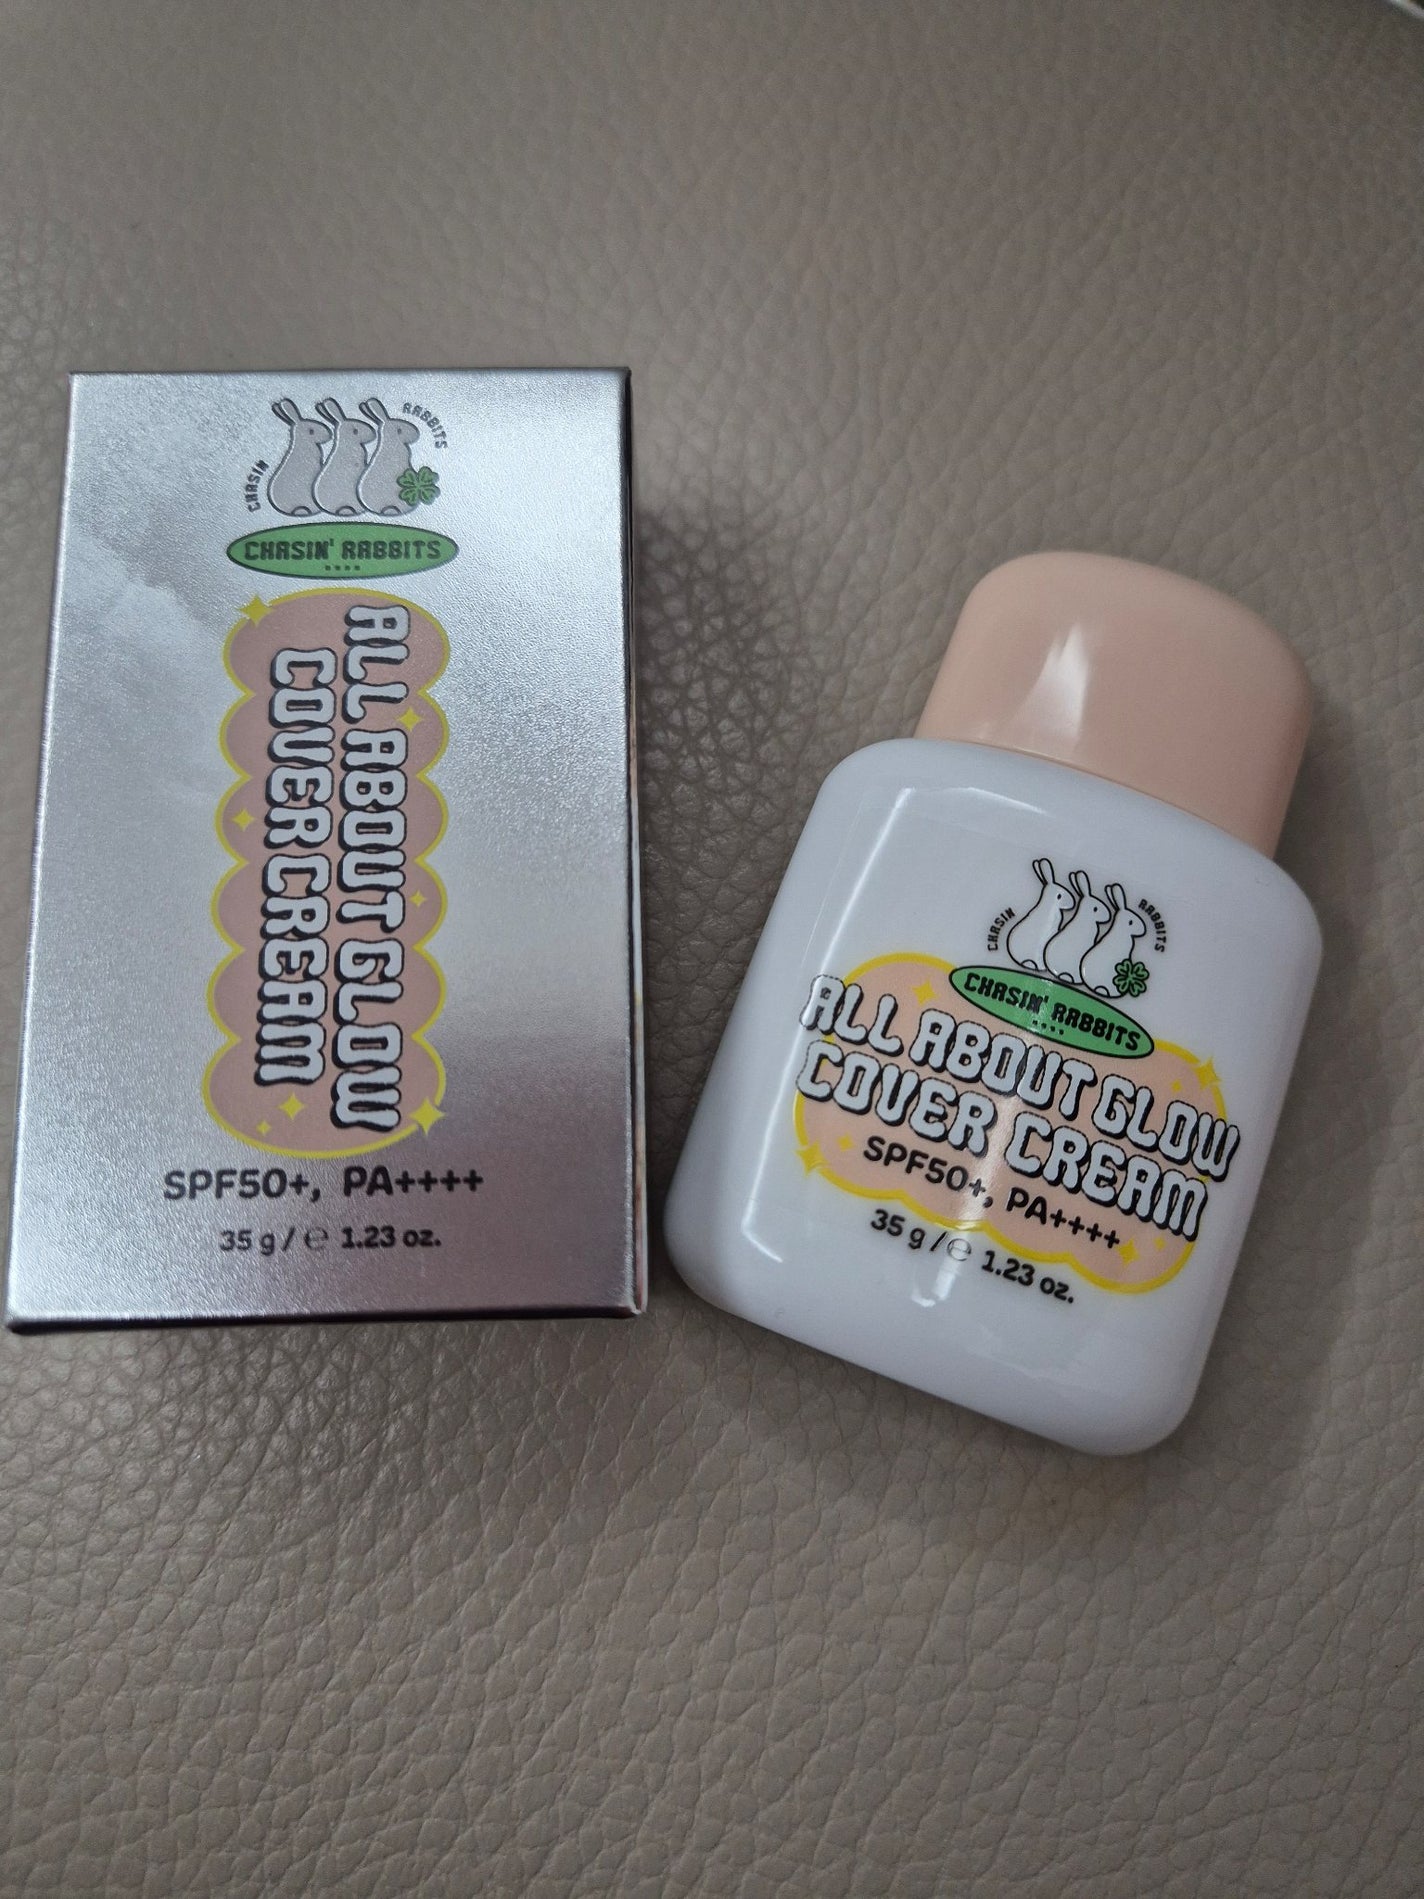 CHASIN RABBITS
CHASIN' RABBITS
ALL ABOUT GLOW
COVER CREAM
SPF50+, PA++++
35 g / ℮ 1.23 oz.
CHASIN RABBITS
CHASIN' RABBITS
ALL ABOUT GLOW
COVER CREAM
SPF50+, PA++++
35 g / ℮ 1.23 oz.